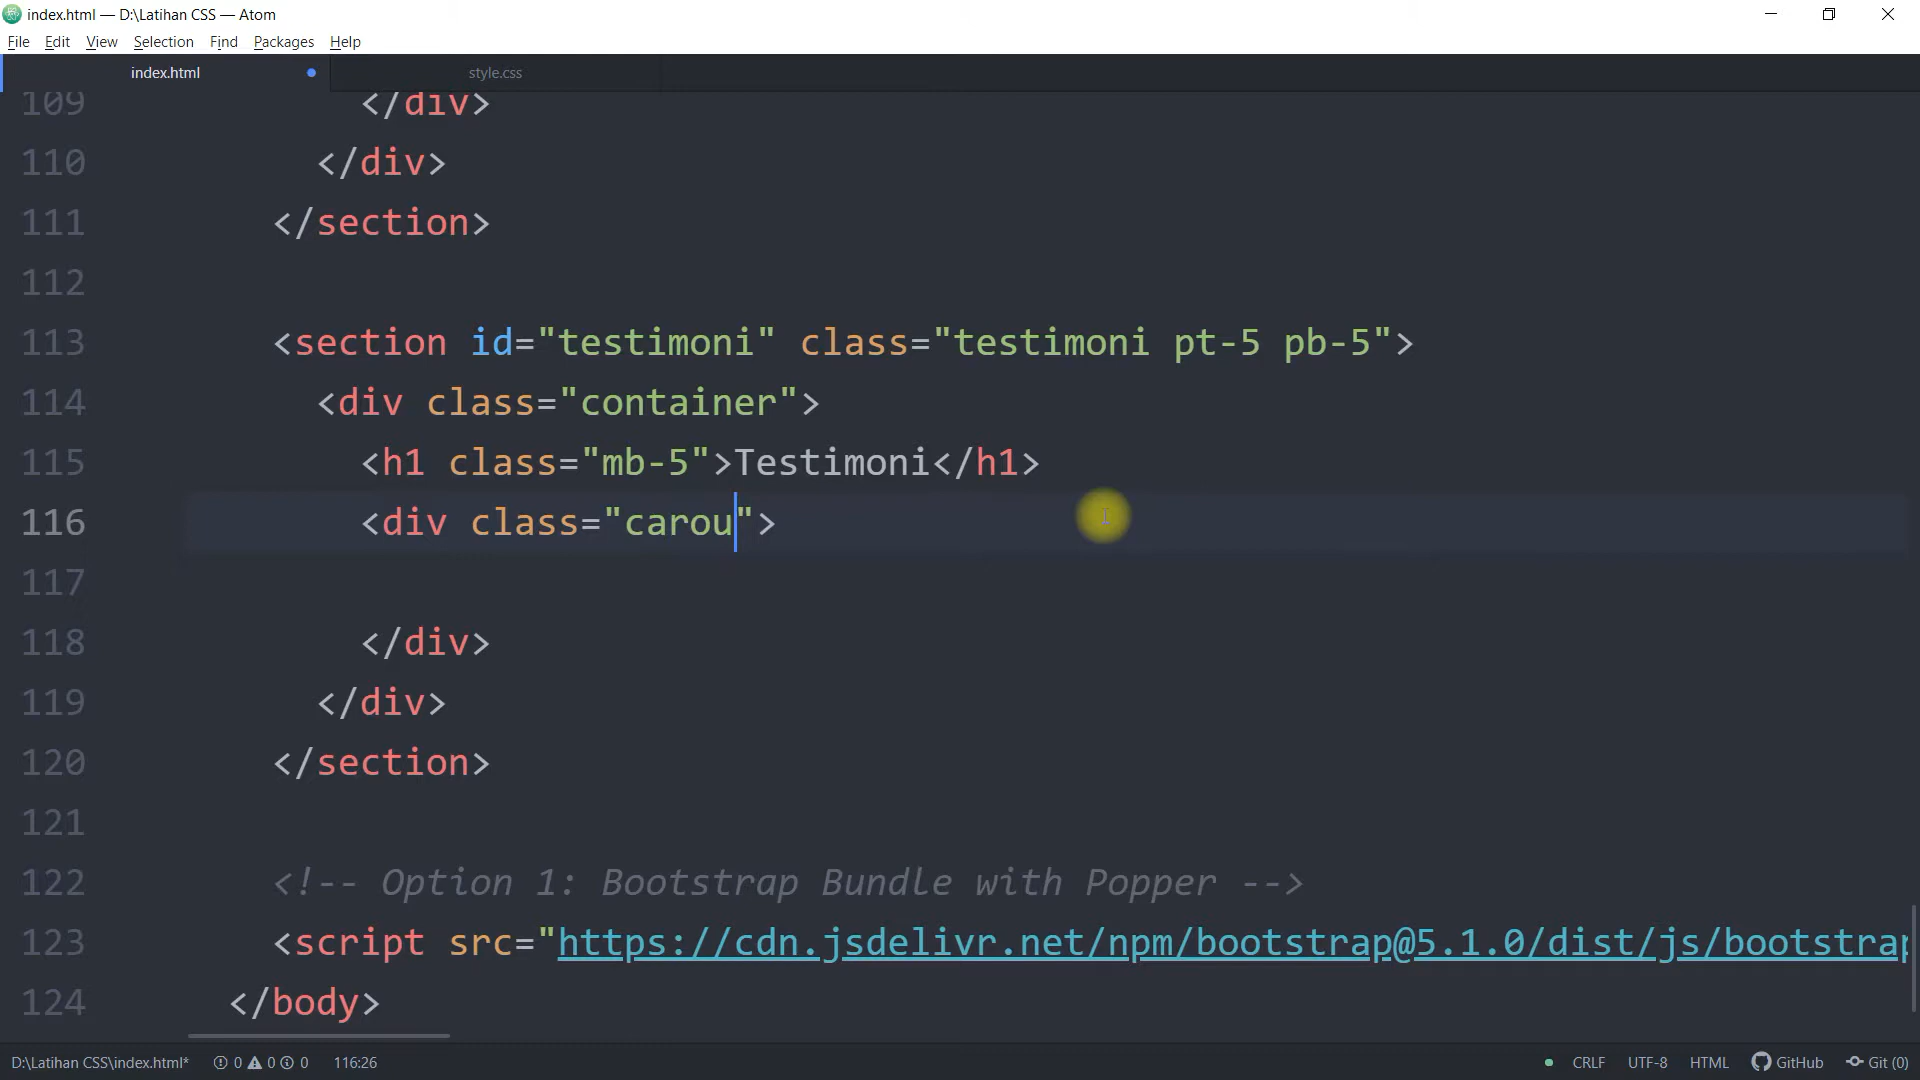 index.html — D:\Latihan CSS — Atom
File Edit View Selection Find Packages Help
index.html style.css
109 </div>
110 </div>
111 </section>
112
113 <section id="testimoni" class="testimoni pt-5 pb-5">
114 <div class="container">
115 <h1 class="mb-5">Testimoni</h1>
116 <div class="carou">
117
118 </div>
119 </div>
120 </section>
121
122 <!-- Option 1: Bootstrap Bundle with Popper -->
123 <script src="https://cdn.jsdelivr.net/npm/bootstrap@5.1.0/dist/js/bootstrap
124 </body>
D:\Latihan CSS\index.html* 0 0 0 116:26 CRLF UTF-8 HTML GitHub Git (0)